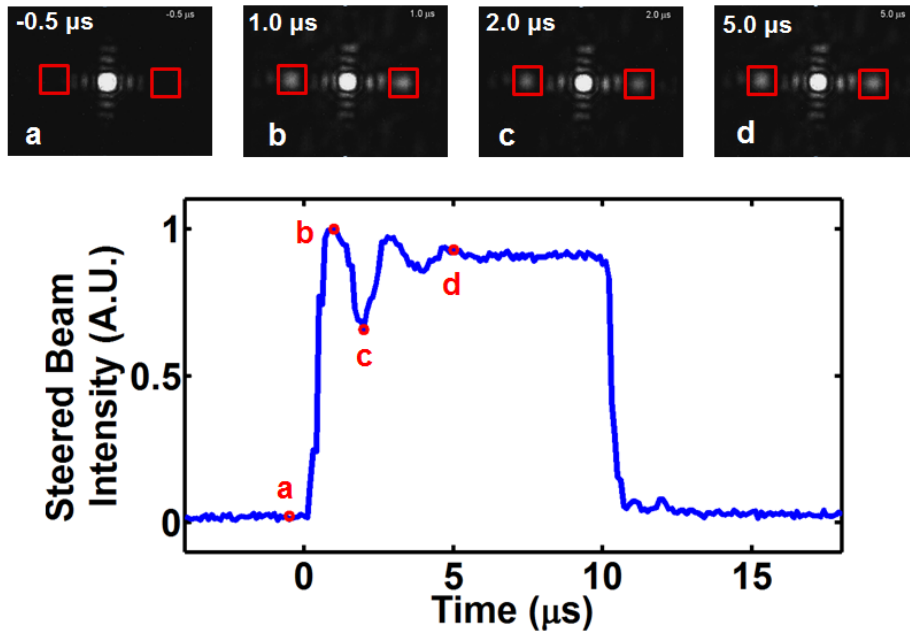 -0.5 µs
-0.5 µs
a
1.0 µs
1.0 µs
b
2.0 µs
2.0 µs
c
5.0 µs
5.0 µs
d
Steered Beam
Intensity (A.U.)
1
0.5
0
b
c
d
a
0 5 10 15
Time (µs)